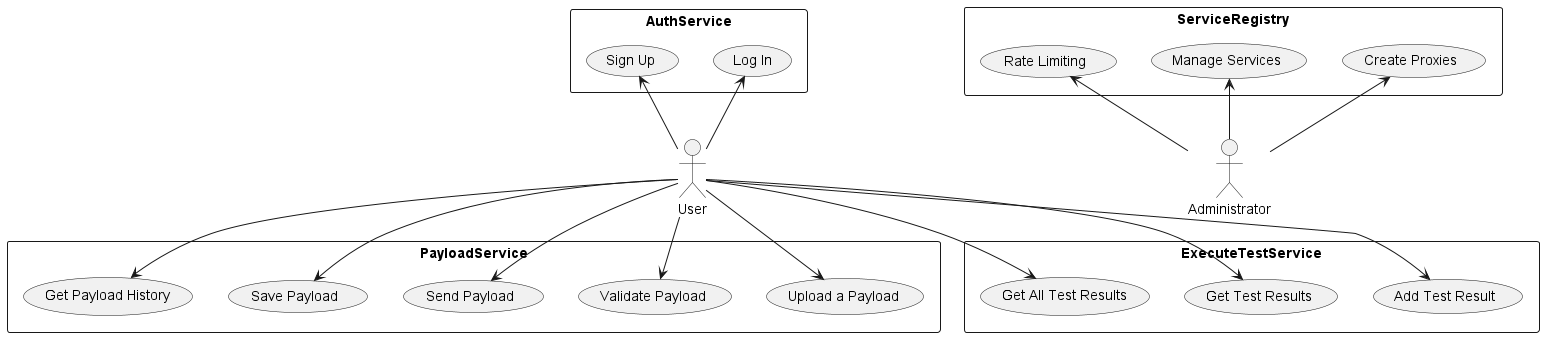 AuthService
ServiceRegistry
Sign Up
Log In
Rate Limiting
Manage Services
Create Proxies
User
Administrator
PayloadService
ExecuteTestService
Get Payload History
Save Payload
Send Payload
Validate Payload
Upload a Payload
Get All Test Results
Get Test Results
Add Test Result